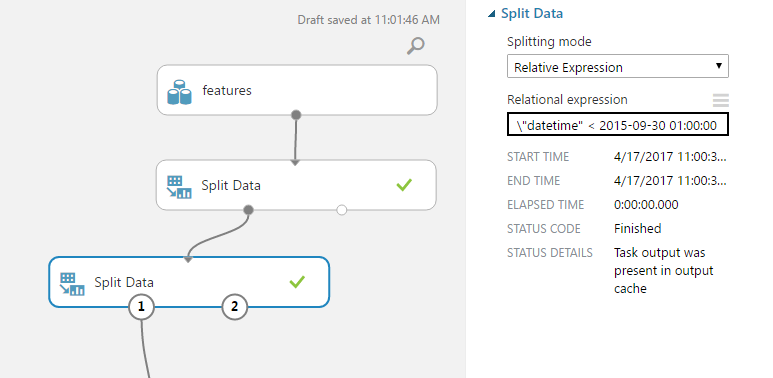 Draft saved at 11:01:46 AM
features
Split Data
Split Data
1
2
Split Data
Splitting mode
Relative Expression
Relational expression
\"datetime" < 2015-09-30 01:00:00
START TIME 4/17/2017 11:00:3...
END TIME 4/17/2017 11:00:3...
ELAPSED TIME 0:00:00.000
STATUS CODE Finished
STATUS DETAILS Task output was
present in output
cache